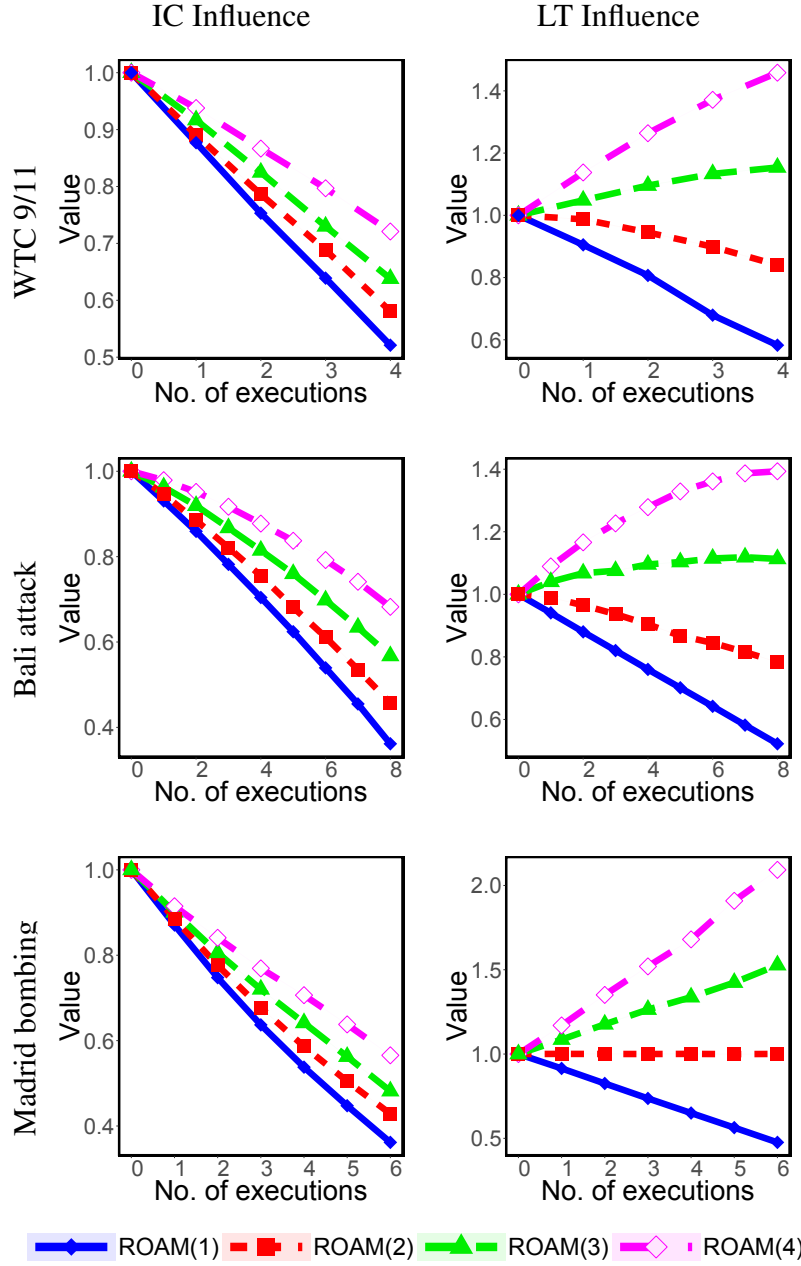 IC Influence
LT Influence
WTC 9/11
Value
1.0
0.9
0.8
0.7
0.6
0.5
0 1 2 3 4
No. of executions
Value
1.4
1.2
1.0
0.8
0.6
0 1 2 3 4
No. of executions
Bali attack
Value
1.0
0.8
0.6
0.4
0 2 4 6 8
No. of executions
Value
1.4
1.2
1.0
0.8
0.6
0 2 4 6 8
No. of executions
Madrid bombing
Value
1.0
0.8
0.6
0.4
0 1 2 3 4 5 6
No. of executions
Value
2.0
1.5
1.0
0.5
0 1 2 3 4 5 6
No. of executions
ROAM(1) ROAM(2) ROAM(3) ROAM(4)